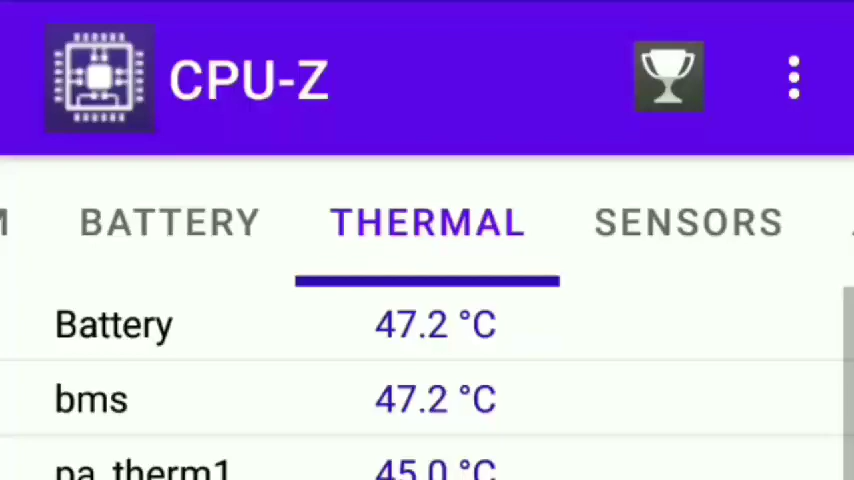 CPU-Z
M BATTERY THERMAL SENSORS
Battery 47.2 °C
bms 47.2 °C
pa_therm1 45.0 °C